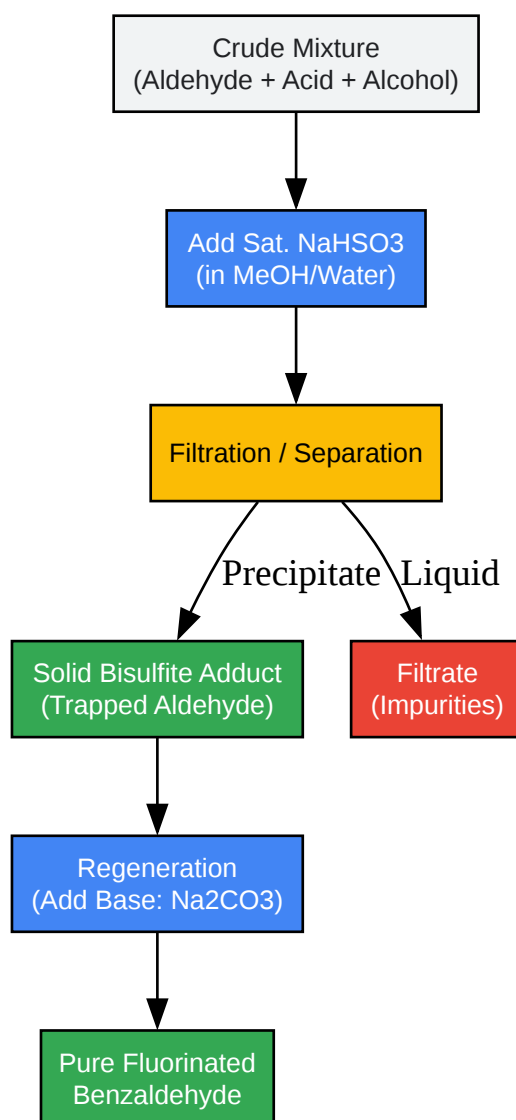 Crude Mixture
(Aldehyde + Acid + Alcohol)
Add Sat. NaHSO3
(in MeOH/Water)
Filtration / Separation
Precipitate
Liquid
Solid Bisulfite Adduct
(Trapped Aldehyde)
Filtrate
(Impurities)
Regeneration
(Add Base: Na2CO3)
Pure Fluorinated
Benzaldehyde